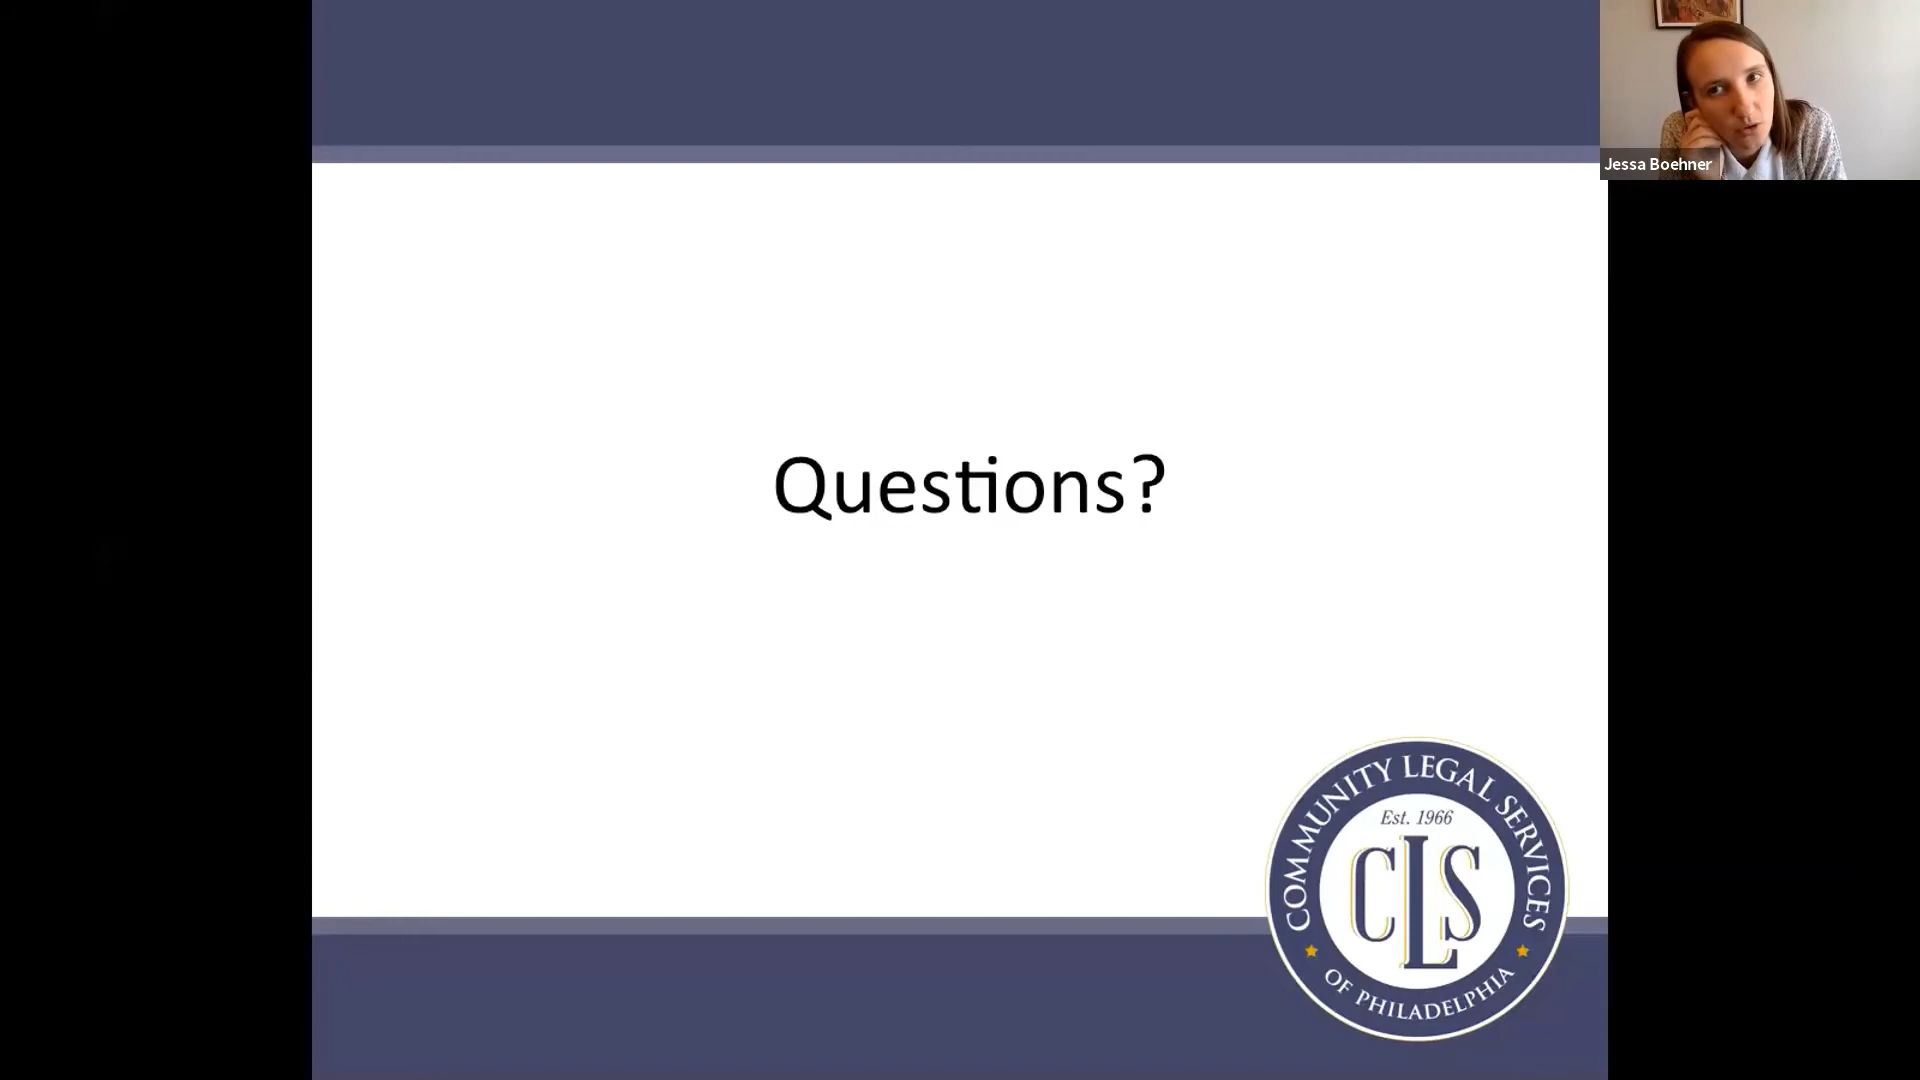 Jessa Boehner
Questions?
COMMUNITY LEGAL SERVICES
Est. 1966
CLS
OF PHILADELPHIA